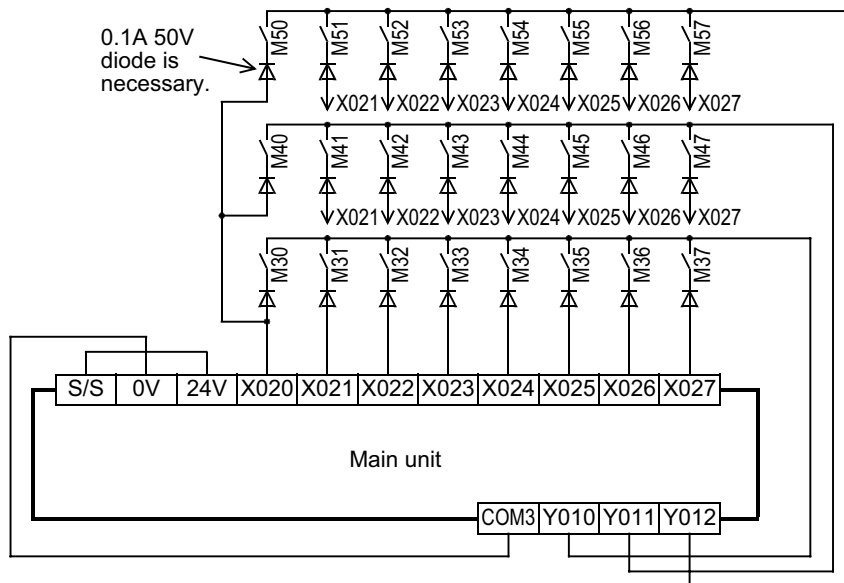 M50 M51 M52 M53 M54 M55 M56 M57
0.1A 50V
diode is
necessary.
X021 X022 X023 X024 X025 X026 X027
M40 M41 M42 M43 M44 M45 M46 M47
X021 X022 X023 X024 X025 X026 X027
M30 M31 M32 M33 M34 M35 M36 M37
S/S 0V 24V X020 X021 X022 X023 X024 X025 X026 X027
Main unit
COM3 Y010 Y011 Y012